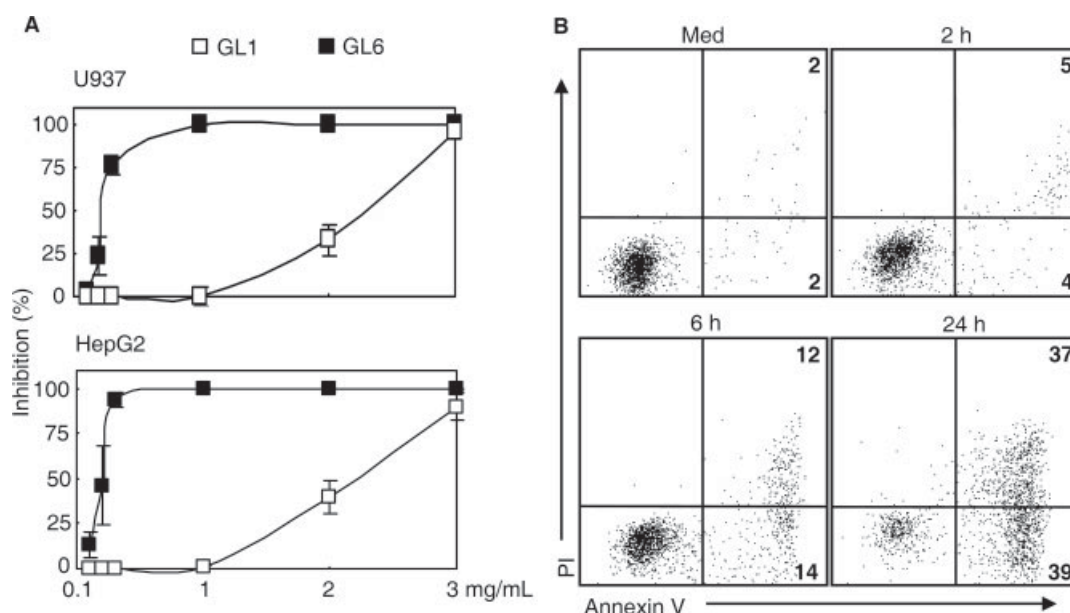 A
GL1 GL6
U937
100
75
50
25
0
HepG2
100
75
50
25
0
0.1 1 2 3 mg/mL
Inhibition (%)
B
Med 2 h
2 5
2 4
6 h 24 h
12 37
14 39
PI
Annexin V